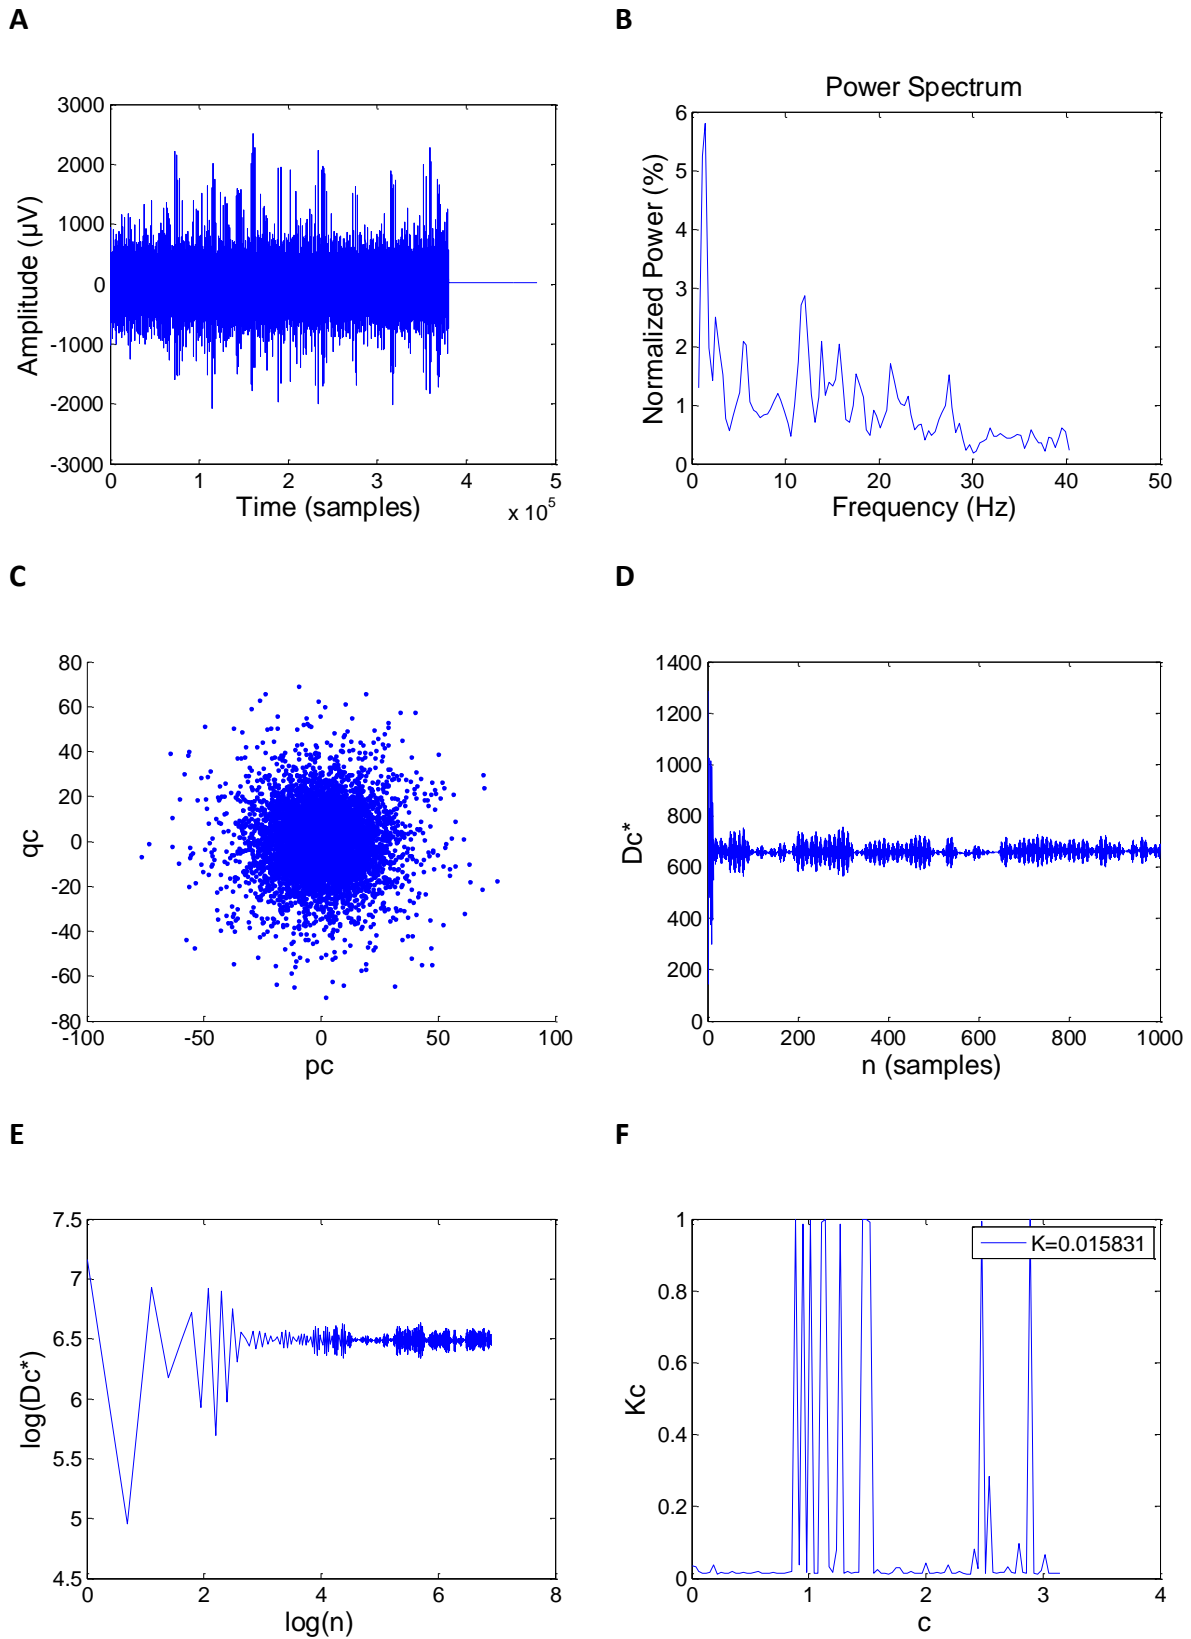 A
B
3000
2000
1000
0
-1000
-2000
-3000
Amplitude (µV)
0 1 2 3 4 5
Time (samples)
x 10^5
Power Spectrum
6
5
4
3
2
1
0
Normalized Power (%)
0 10 20 30 40 50
Frequency (Hz)
C
D
80
60
40
20
0
-20
-40
-60
-80
qc
-100 -50 0 50 100
pc
1400
1200
1000
800
600
400
200
0
Dc*
0 200 400 600 800 1000
n (samples)
E
F
7.5
7
6.5
6
5.5
5
4.5
log(Dc*)
0 2 4 6 8
log(n)
1
0.8
0.6
0.4
0.2
0
Kc
K=0.015831
0 1 2 3 4
c